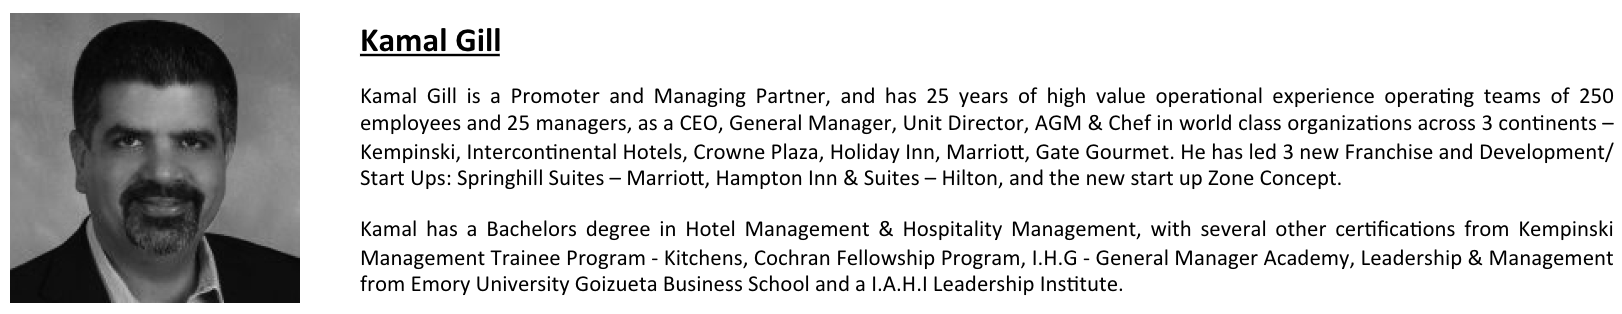 Kamal Gill
Kamal Gill is a Promoter and Managing Partner, and has 25 years of high value operational experience operating teams of 250
employees and 25 managers, as a CEO, General Manager, Unit Director, AGM & Chef in world class organizations across 3 continents –
Kempinski, Intercontinental Hotels, Crowne Plaza, Holiday Inn, Marriott, Gate Gourmet. He has led 3 new Franchise and Development/
Start Ups: Springhill Suites – Marriott, Hampton Inn & Suites – Hilton, and the new start up Zone Concept.
Kamal has a Bachelors degree in Hotel Management & Hospitality Management, with several other certifications from Kempinski
Management Trainee Program - Kitchens, Cochran Fellowship Program, I.H.G - General Manager Academy, Leadership & Management
from Emory University Goizueta Business School and a I.A.H.I Leadership Institute.